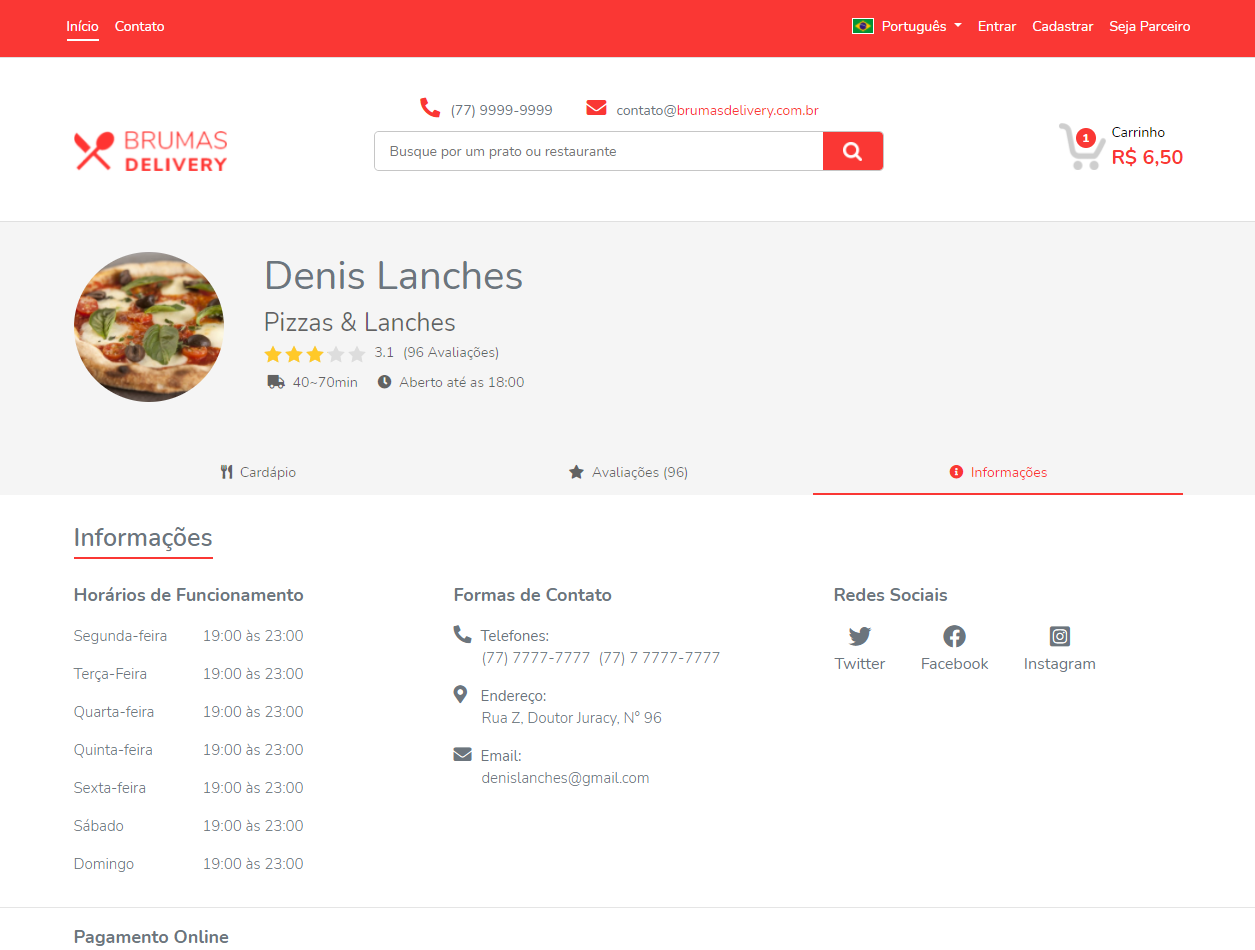 Início Contato Português Entrar Cadastrar Seja Parceiro
(77) 9999-9999 contato@brumasdelivery.com.br
BRUMAS
DELIVERY
Busque por um prato ou restaurante
1
Carrinho
R$ 6,50
Denis Lanches
Pizzas & Lanches
3.1 (96 Avaliações)
40~70min Aberto até as 18:00
Cardápio Avaliações (96) Informações
Informações
Horários de Funcionamento
Segunda-feira 19:00 às 23:00
Terça-Feira 19:00 às 23:00
Quarta-feira 19:00 às 23:00
Quinta-feira 19:00 às 23:00
Sexta-feira 19:00 às 23:00
Sábado 19:00 às 23:00
Domingo 19:00 às 23:00
Formas de Contato
Telefones:
(77) 7777-7777 (77) 7 7777-7777
Endereço:
Rua Z, Doutor Juracy, N° 96
Email:
denislanches@gmail.com
Redes Sociais
Twitter Facebook Instagram
Pagamento Online